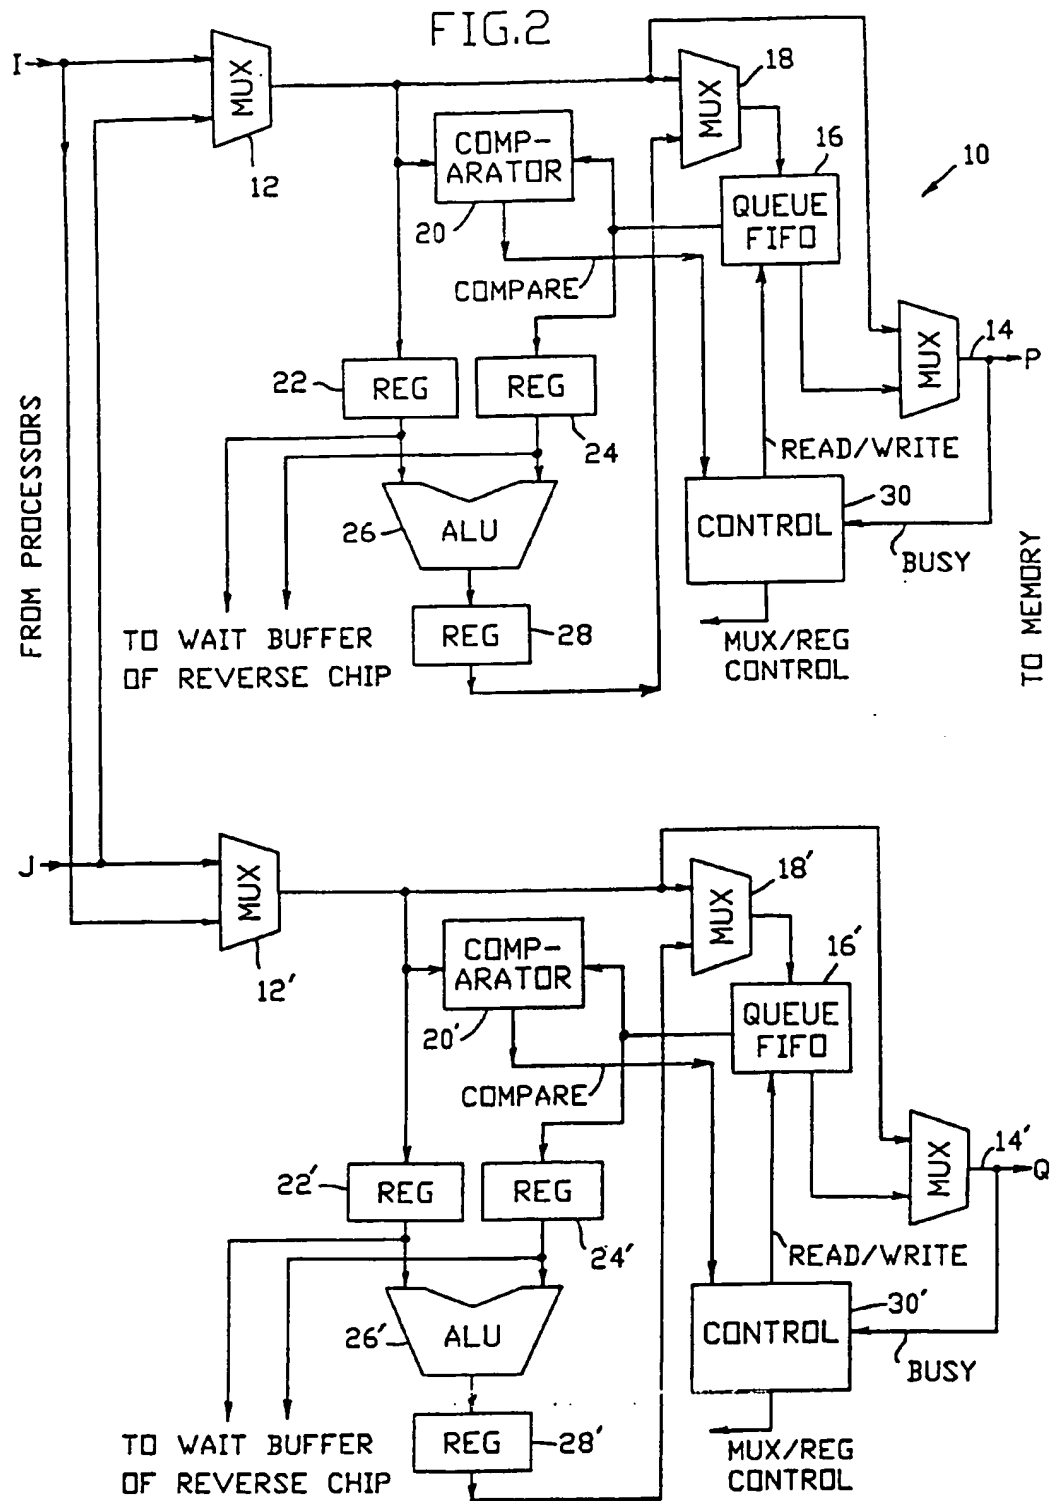 FIG.2
I
MUX
12
18
MUX
COMP-
ARATOR
20
16
QUEUE
FIFO
10
COMPARE
22
REG
REG
24
MUX
14
P
READ/WRITE
FROM PROCESSORS
26
ALU
CONTROL
30
BUSY
TO MEMORY
TO WAIT BUFFER
OF REVERSE CHIP
REG
28
MUX/REG
CONTROL
J
MUX
12'
18'
MUX
COMP-
ARATOR
20'
16'
QUEUE
FIFO
COMPARE
22'
REG
REG
24'
MUX
14'
Q
READ/WRITE
26'
ALU
CONTROL
30'
BUSY
TO WAIT BUFFER
OF REVERSE CHIP
REG
28'
MUX/REG
CONTROL